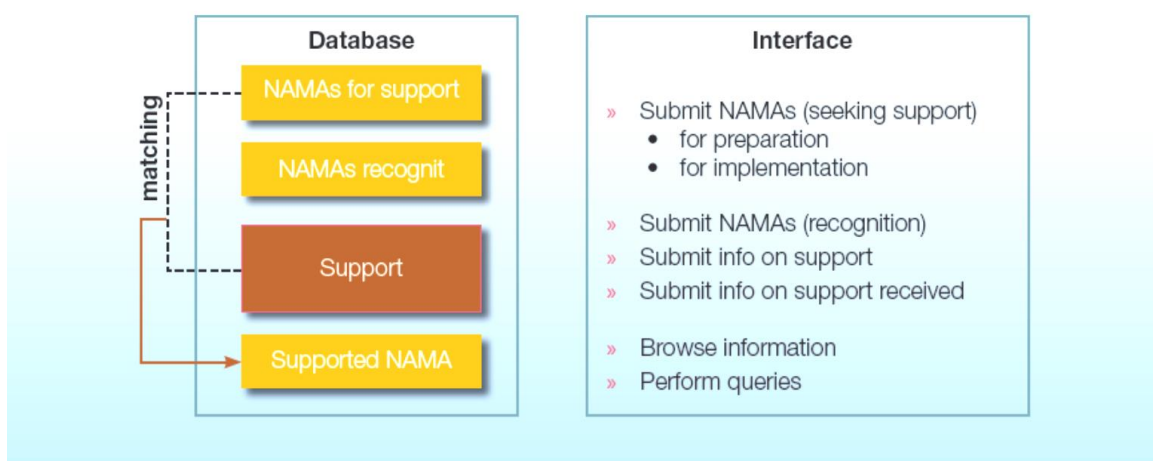 Database
NAMAs for support
NAMAs recognit
Support
Supported NAMA
matching
Interface
» Submit NAMAs (seeking support)
• for preparation
• for implementation
» Submit NAMAs (recognition)
» Submit info on support
» Submit info on support received
» Browse information
» Perform queries